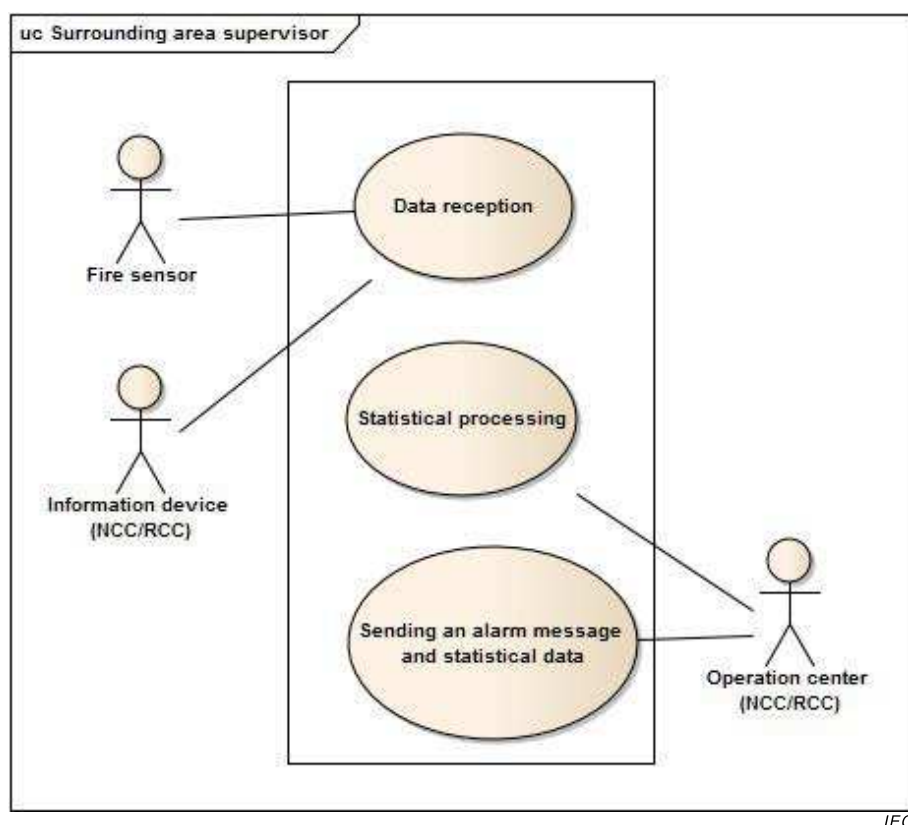 uc Surrounding area supervisor
Data reception
Fire sensor
Statistical processing
Information device
(NCC/RCC)
Sending an alarm message
and statistical data
Operation center
(NCC/RCC)